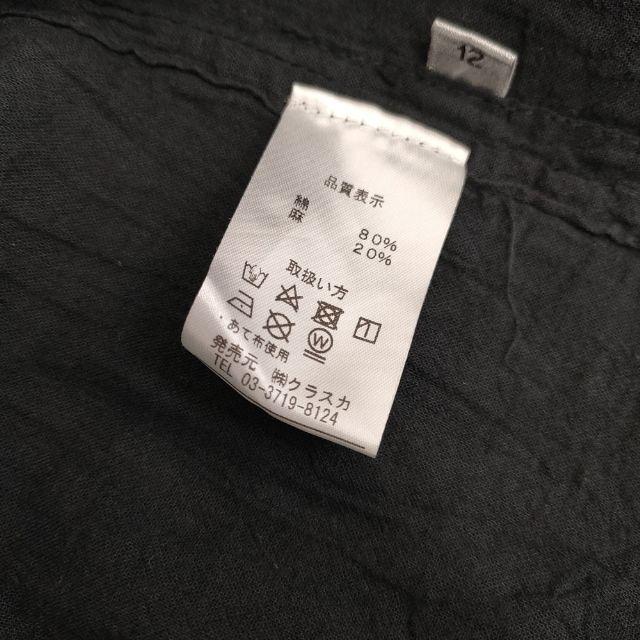 12
品質表示
綿 80%
麻 20%
取扱い方
W
・あて布使用
発売元 ㈱クラスカ
TEL 03-3719-8124